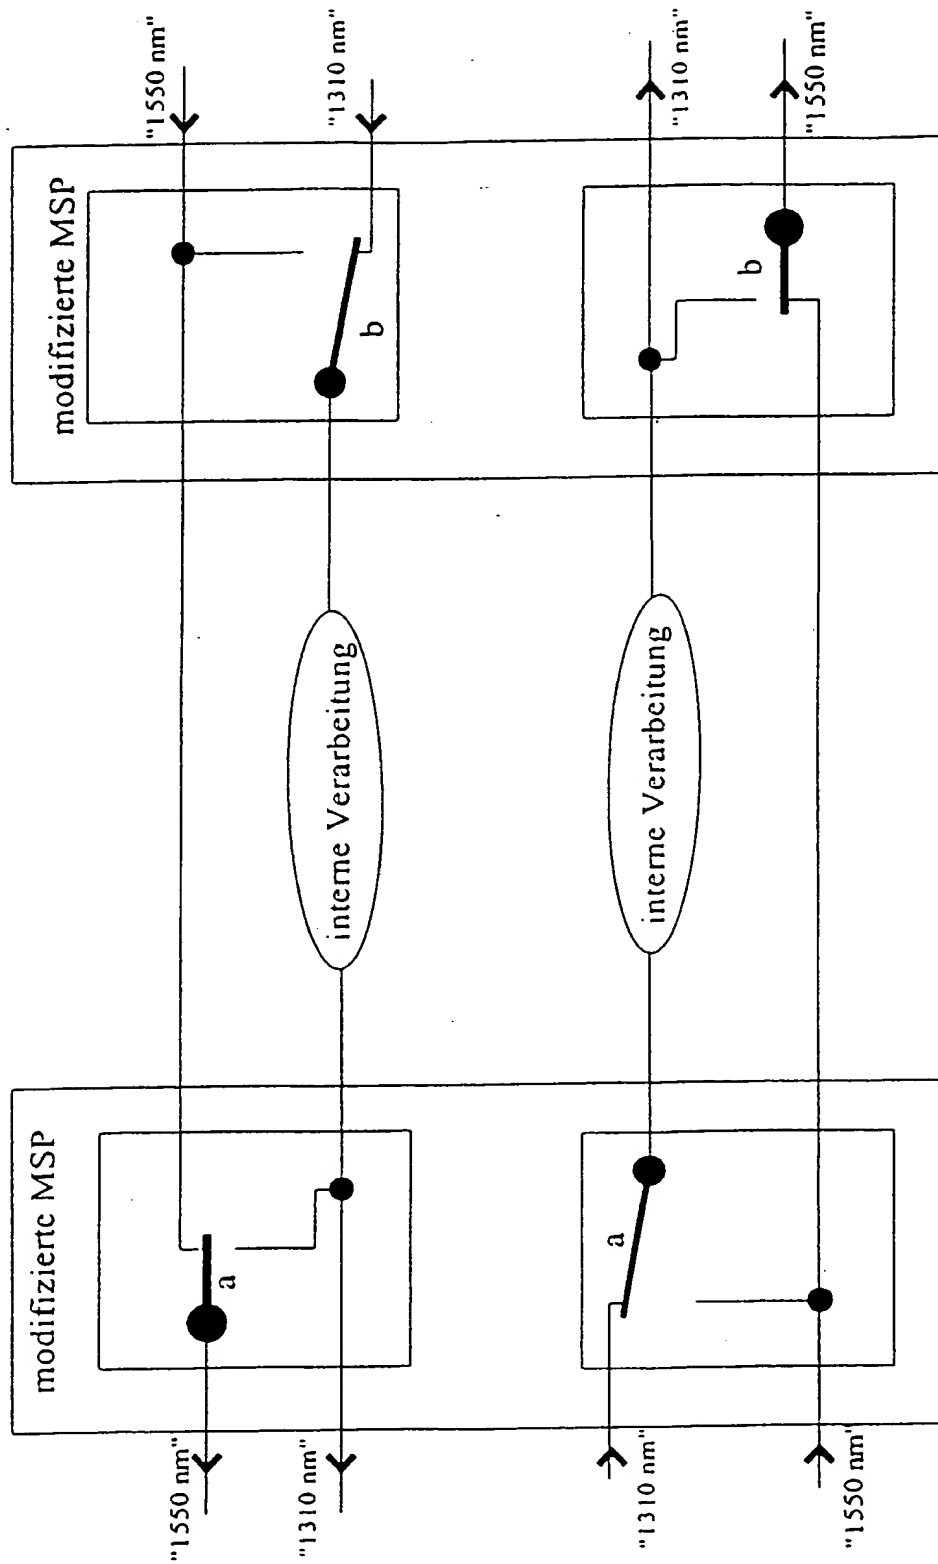 modifizierte MSP
modifizierte MSP
"1550 nm"
a
"1550 nm"
"1310 nm"
interne Verarbeitung
b
"1310 nm"
"1310 nm"
a
interne Verarbeitung
"1310 nm"
b
"1550 nm"
"1550 nm"